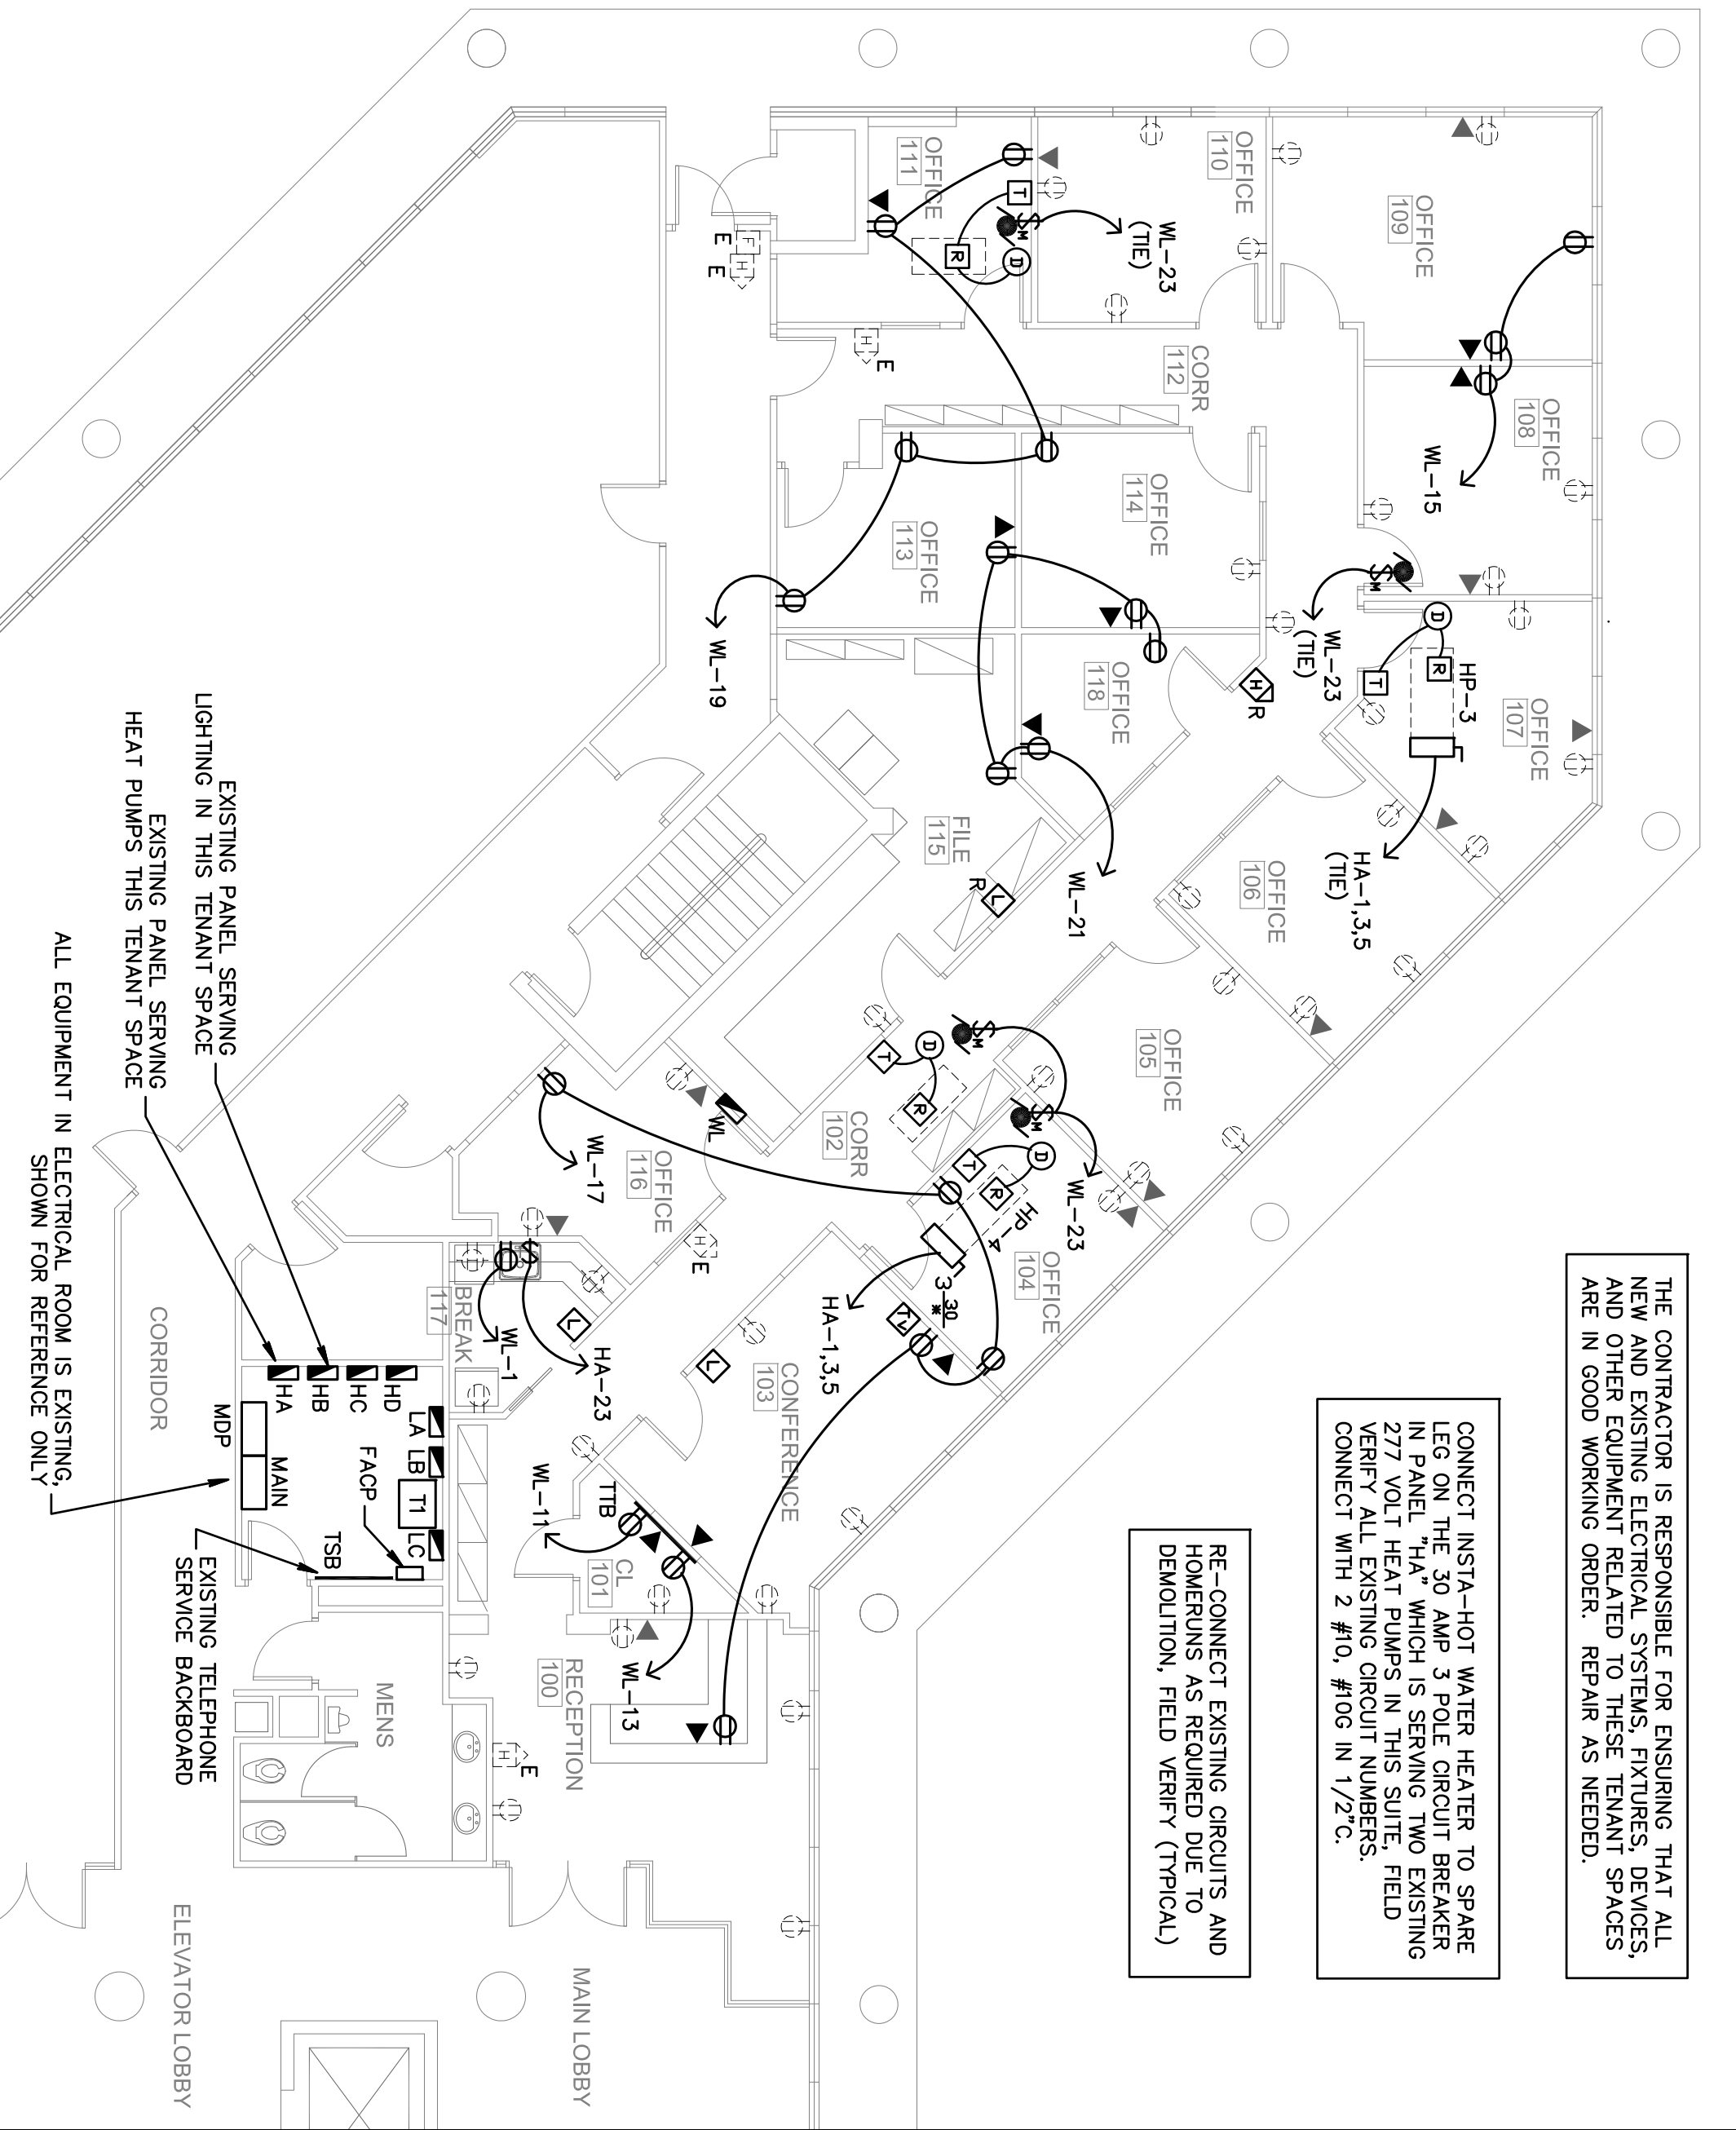 THE CONTRACTOR IS RESPONSIBLE FOR ENSURING THAT ALL
NEW AND EXISTING ELECTRICAL SYSTEMS, FIXTURES, DEVICES,
AND OTHER EQUIPMENT RELATED TO THESE TENANT SPACES
ARE IN GOOD WORKING ORDER.  REPAIR AS NEEDED.
CONNECT INSTA-HOT WATER HEATER TO SPARE
LEG ON THE 30 AMP 3 POLE CIRCUIT BREAKER
IN PANEL "HA" WHICH IS SERVING TWO EXISTING
277 VOLT HEAT PUMPS IN THIS SUITE, FIELD
VERIFY ALL EXISTING CIRCUIT NUMBERS.
CONNECT WITH 2 #10, #10G IN 1/2"C.
RE-CONNECT EXISTING CIRCUITS AND
HOMERUNS AS REQUIRED DUE TO
DEMOLITION, FIELD VERIFY (TYPICAL)
OFFICE
109
OFFICE
108
WL-15
OFFICE
107
HP-3
D
R
T
HA-1,3,5
(TIE)
M
WL-23
(TIE)
OFFICE
110
WL-23
(TIE)
M
OFFICE
111
T
R
D
F
E
H
E
H
E
CORR
112
OFFICE
114
OFFICE
113
WL-19
OFFICE
118
H
R
WL-21
OFFICE
106
FILE
115
L
R
OFFICE
105
M
M
WL-23
D
T
R
CORR
102
D
T
R
HP-4
OFFICE
104
3
30
*
HA-1,3,5
T
WL
OFFICE
116
WL-17
H
E
L
L
CONFERENCE
103
BREAK
117
WL-1
HA-23
TTB
WL-11
CL
101
WL-13
RECEPTION
100
H
E
EXISTING PANEL SERVING
LIGHTING IN THIS TENANT SPACE
EXISTING PANEL SERVING
HEAT PUMPS THIS TENANT SPACE
ALL EQUIPMENT IN ELECTRICAL ROOM IS EXISTING,
SHOWN FOR REFERENCE ONLY
HA
HB
HC
HD
LA
LB
T1
LC
FACP
MDP
MAIN
TSB
EXISTING TELEPHONE
SERVICE BACKBOARD
CORRIDOR
MENS
MAIN LOBBY
ELEVATOR LOBBY